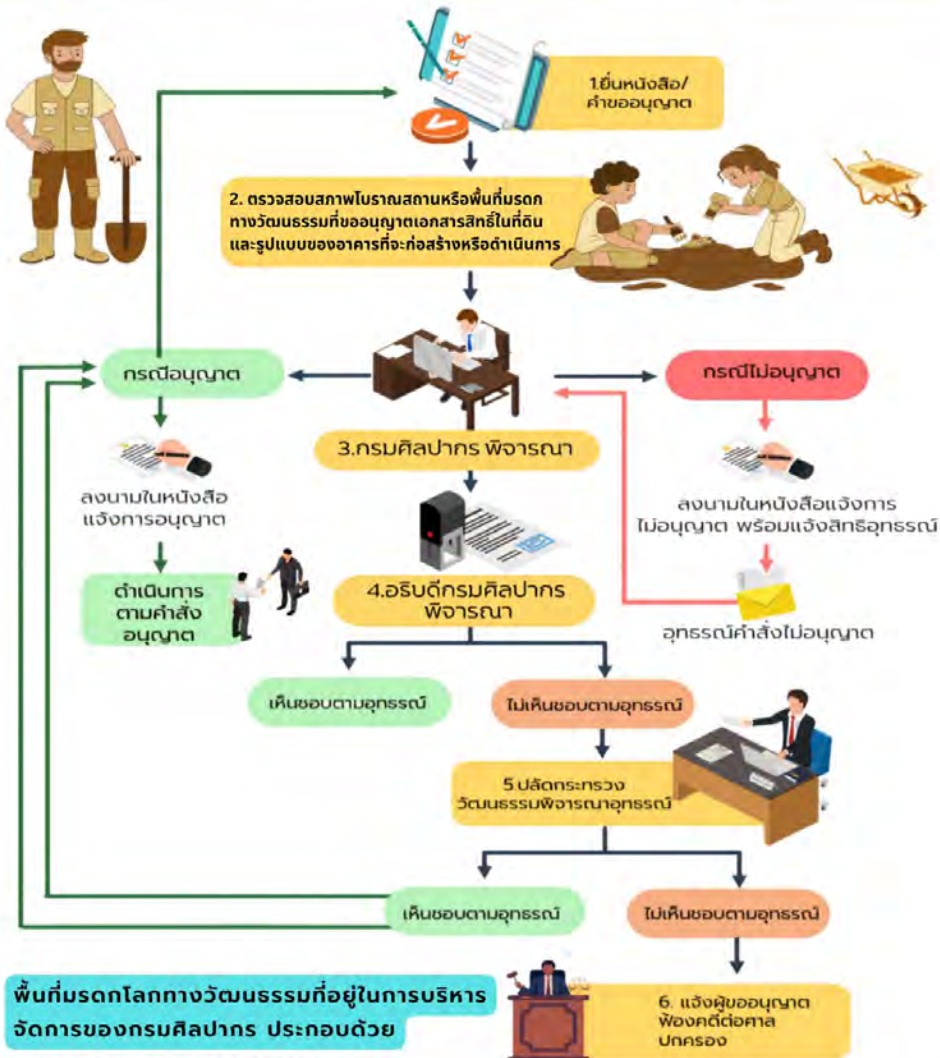 1.ยื่นหนังสือ/
คำขออนุญาต
2. ตรวจสอบสภาพโบราณสถานหรือพื้นที่มรดก
ทางวัฒนธรรมที่ขออนุญาตเอกสารสิทธิ์ในที่ดิน
และรูปแบบของอาคารที่จะก่อสร้างหรือดำเนินการ
กรณีอนุญาต
กรณีไม่อนุญาต
3.กรมศิลปากร พิจารณา
ลงนามในหนังสือ
แจ้งการอนุญาต
ลงนามในหนังสือแจ้งการ
ไม่อนุญาต พร้อมแจ้งสิทธิอุทธรณ์
ดำเนินการ
ตามคำสั่ง
อนุญาต
4.อธิบดีกรมศิลปากร
พิจารณา
อุทธรณ์คำสั่งไม่อนุญาต
เห็นชอบตามอุทธรณ์
ไม่เห็นชอบตามอุทธรณ์
5.ปลัดกระทรวง
วัฒนธรรมพิจารณาอุทธรณ์
เห็นชอบตามอุทธรณ์
ไม่เห็นชอบตามอุทธรณ์
6. แจ้งผู้ขออนุญาต
ฟ้องคดีต่อศาล
ปกครอง
พื้นที่มรดกโลกทางวัฒนธรรมที่อยู่ในการบริหาร
จัดการของกรมศิลปากร ประกอบด้วย